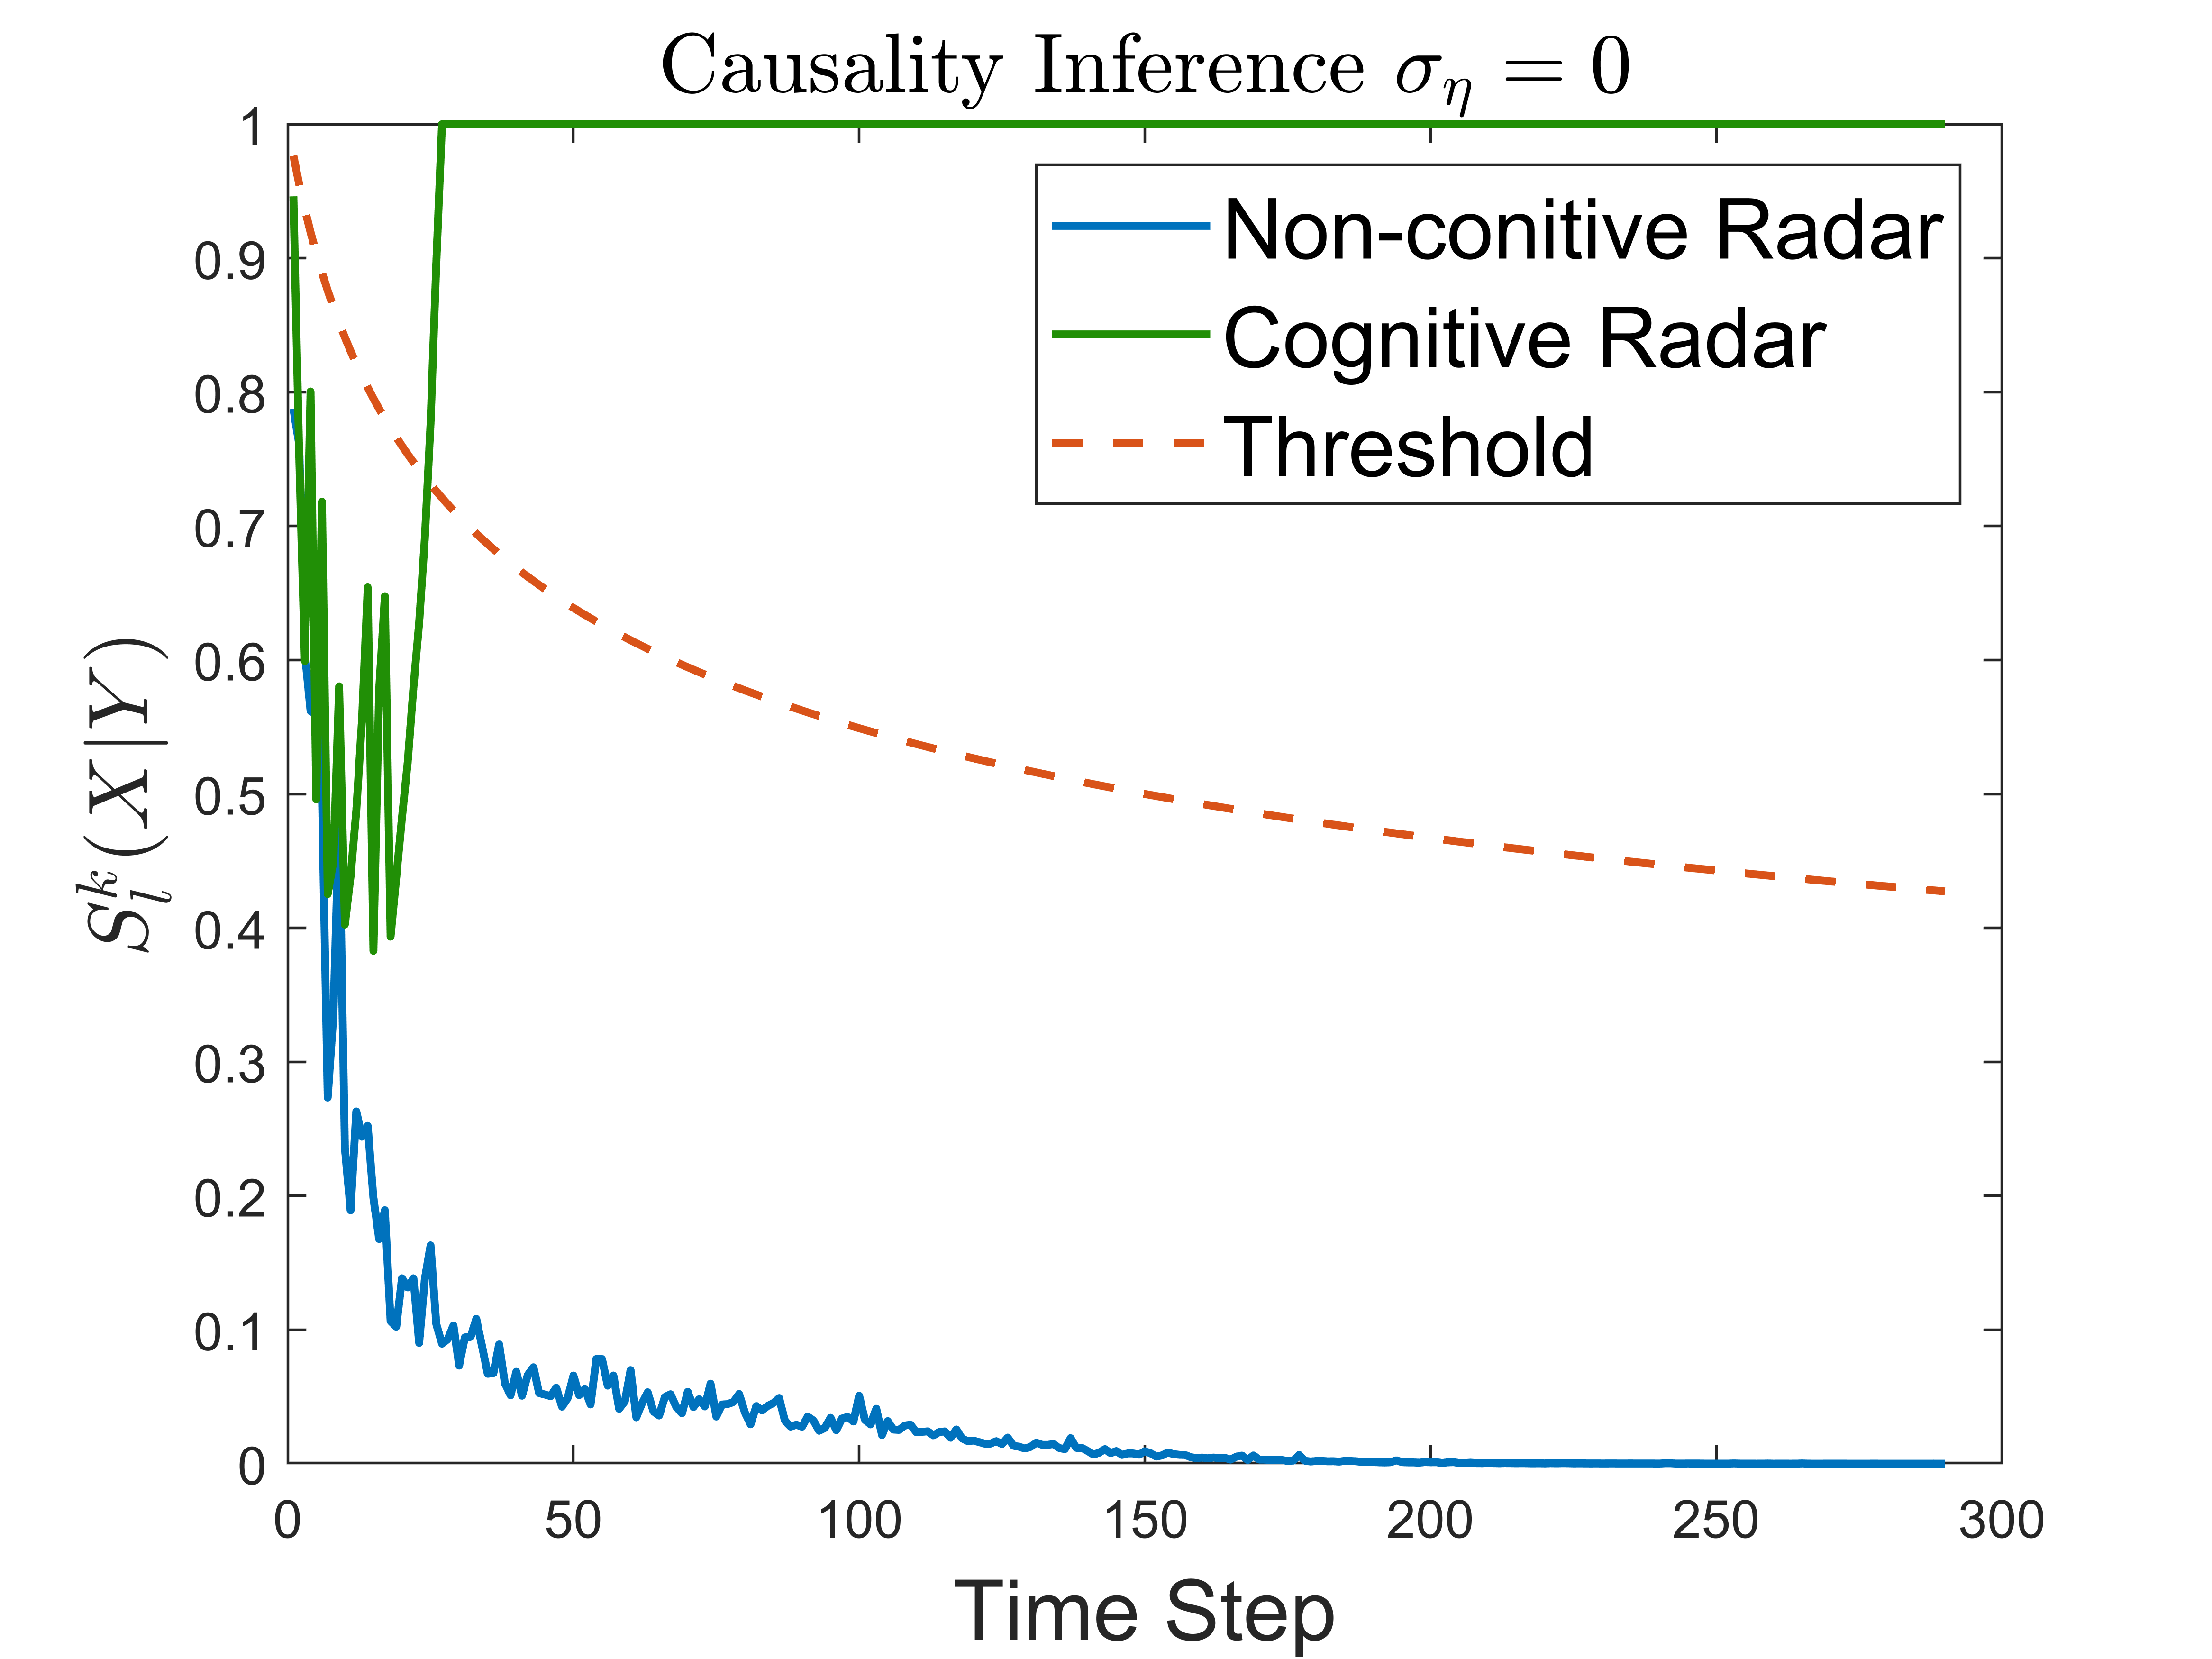 Causality Inference σ_η = 0
1
0.9
0.8
0.7
0.6
0.5
0.4
0.3
0.2
0.1
0
S_l^k(X|Y)
Non-conitive Radar
Cognitive Radar
Threshold
0 50 100 150 200 250 300
Time Step